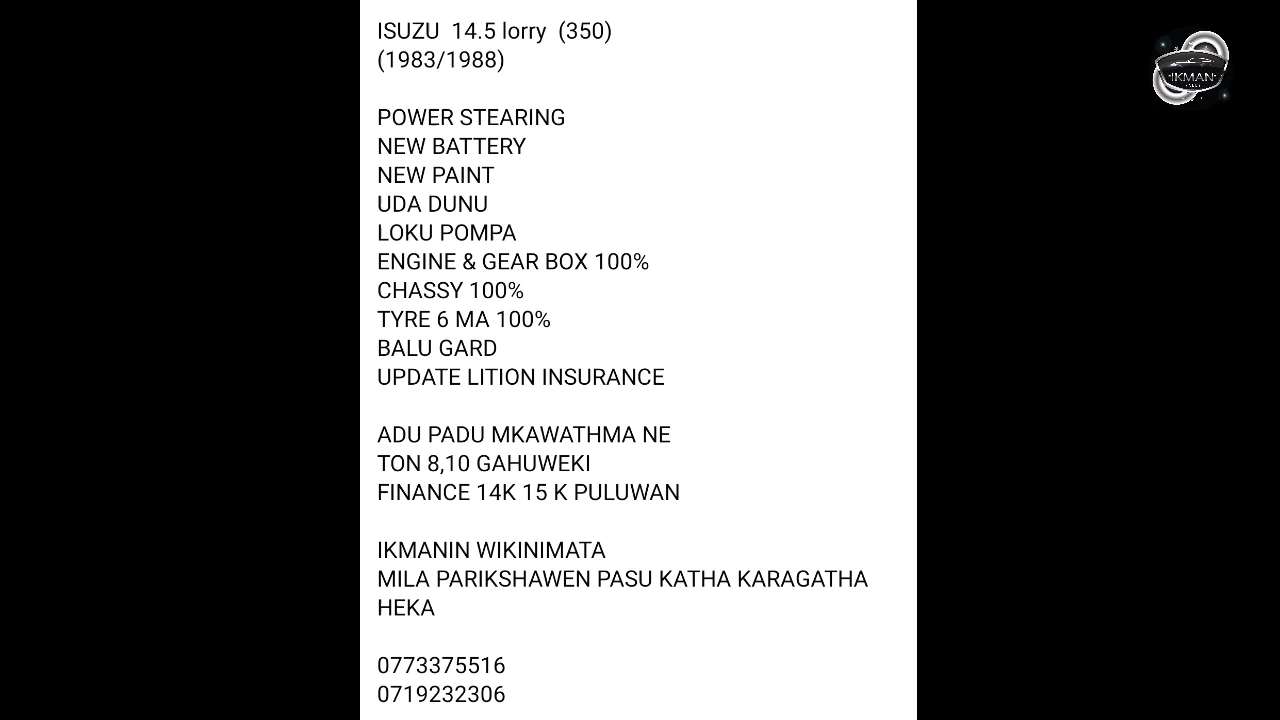 ISUZU 14.5 lorry (350)
(1983/1988)
POWER STEARING
NEW BATTERY
NEW PAINT
UDA DUNU
LOKU POMPA
ENGINE & GEAR BOX 100%
CHASSY 100%
TYRE 6 MA 100%
BALU GARD
UPDATE LITION INSURANCE
ADU PADU MKAWATHMA NE
TON 8,10 GAHUWEKI
FINANCE 14K 15 K PULUWAN
IKMANIN WIKINIMATA
MILA PARIKSHAWEN PASU KATHA KARAGATHA
HEKA
0773375516
0719232306
IKMAN